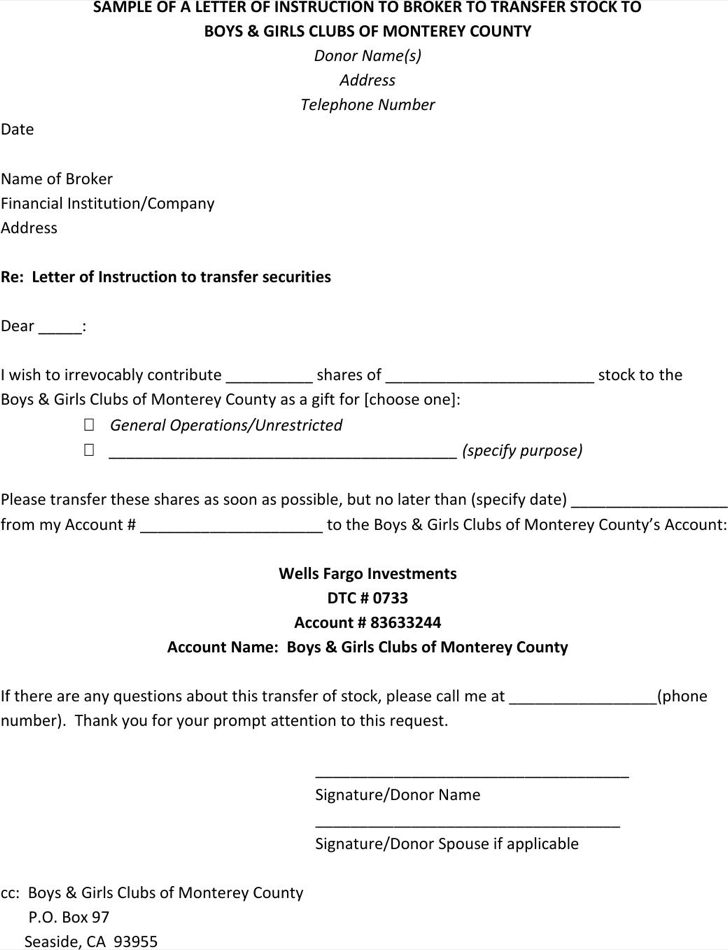 SAMPLE OF A LETTER OF INSTRUCTION TO BROKER TO TRANSFER STOCK TO
BOYS & GIRLS CLUBS OF MONTEREY COUNTY
Donor Name(s)
Address
Telephone Number
Date
Name of Broker
Financial Institution/Company
Address
Re:  Letter of Instruction to transfer securities
Dear _____:
I wish to irrevocably contribute __________ shares of ________________________ stock to the
Boys & Girls Clubs of Monterey County as a gift for [choose one]:
☐ General Operations/Unrestricted
☐ ________________________________________ (specify purpose)
Please transfer these shares as soon as possible, but no later than (specify date) __________________
from my Account # _____________________ to the Boys & Girls Clubs of Monterey County’s Account:
Wells Fargo Investments
DTC # 0733
Account # 83633244
Account Name:  Boys & Girls Clubs of Monterey County
If there are any questions about this transfer of stock, please call me at _________________(phone
number).  Thank you for your prompt attention to this request.
____________________________________
Signature/Donor Name
___________________________________
Signature/Donor Spouse if applicable
cc:  Boys & Girls Clubs of Monterey County
P.O. Box 97
Seaside, CA  93955